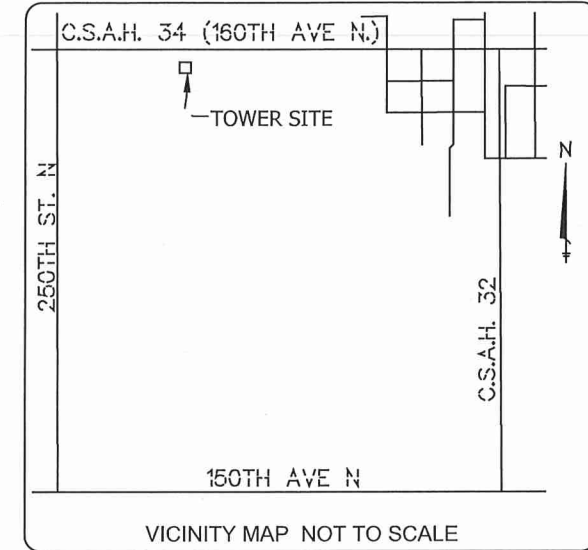 C.S.A.H. 34 (160TH AVE N.)
TOWER SITE
N
250TH ST. N
C.S.A.H. 32
150TH AVE N
VICINITY MAP NOT TO SCALE